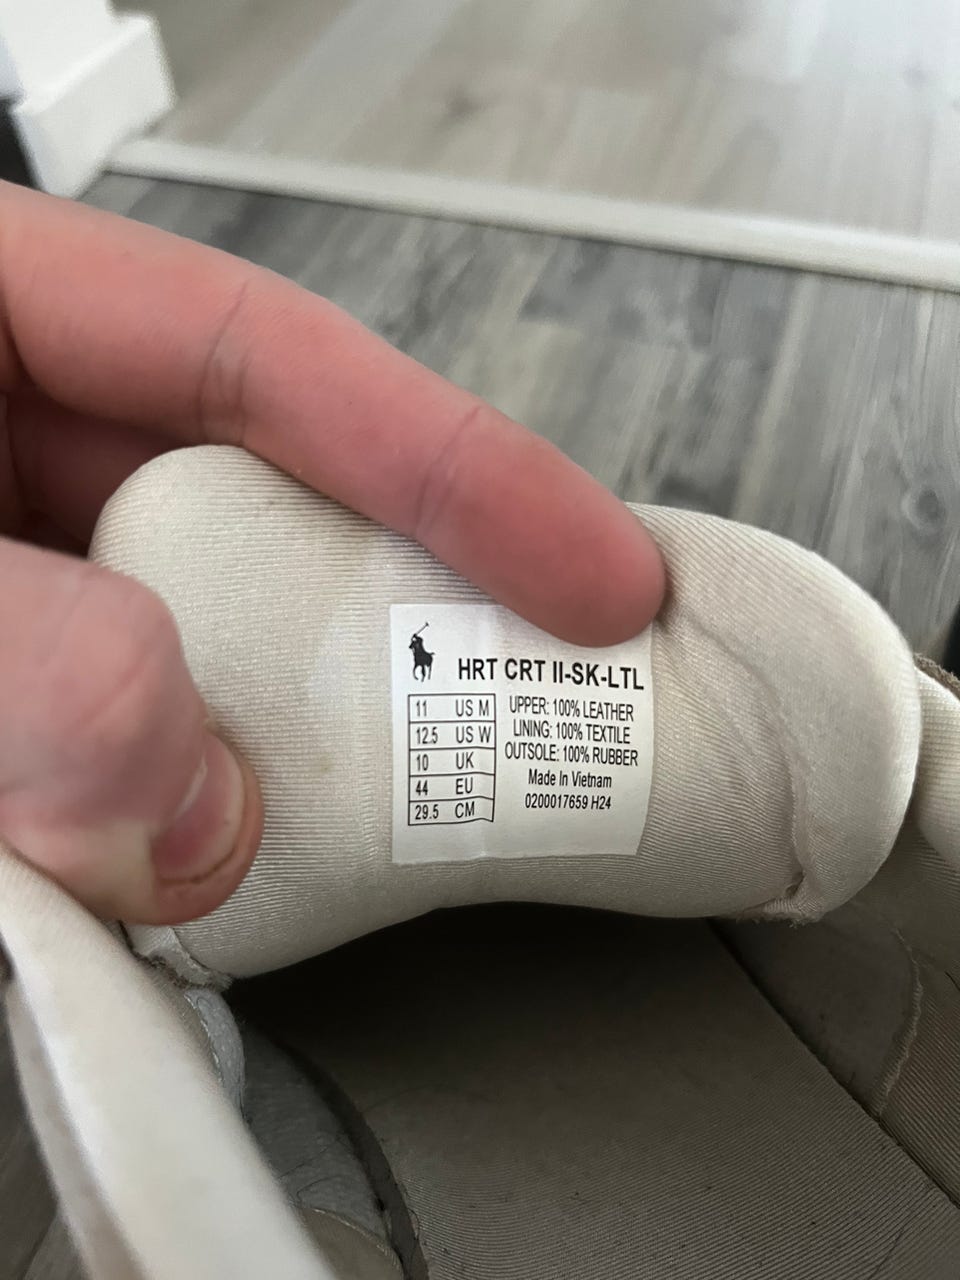 HRT CRT II-SK-LTL
11 US M
12.5 US W
10 UK
44 EU
29.5 CM
UPPER: 100% LEATHER
LINING: 100% TEXTILE
OUTSOLE: 100% RUBBER
Made In Vietnam
0200017659 H24